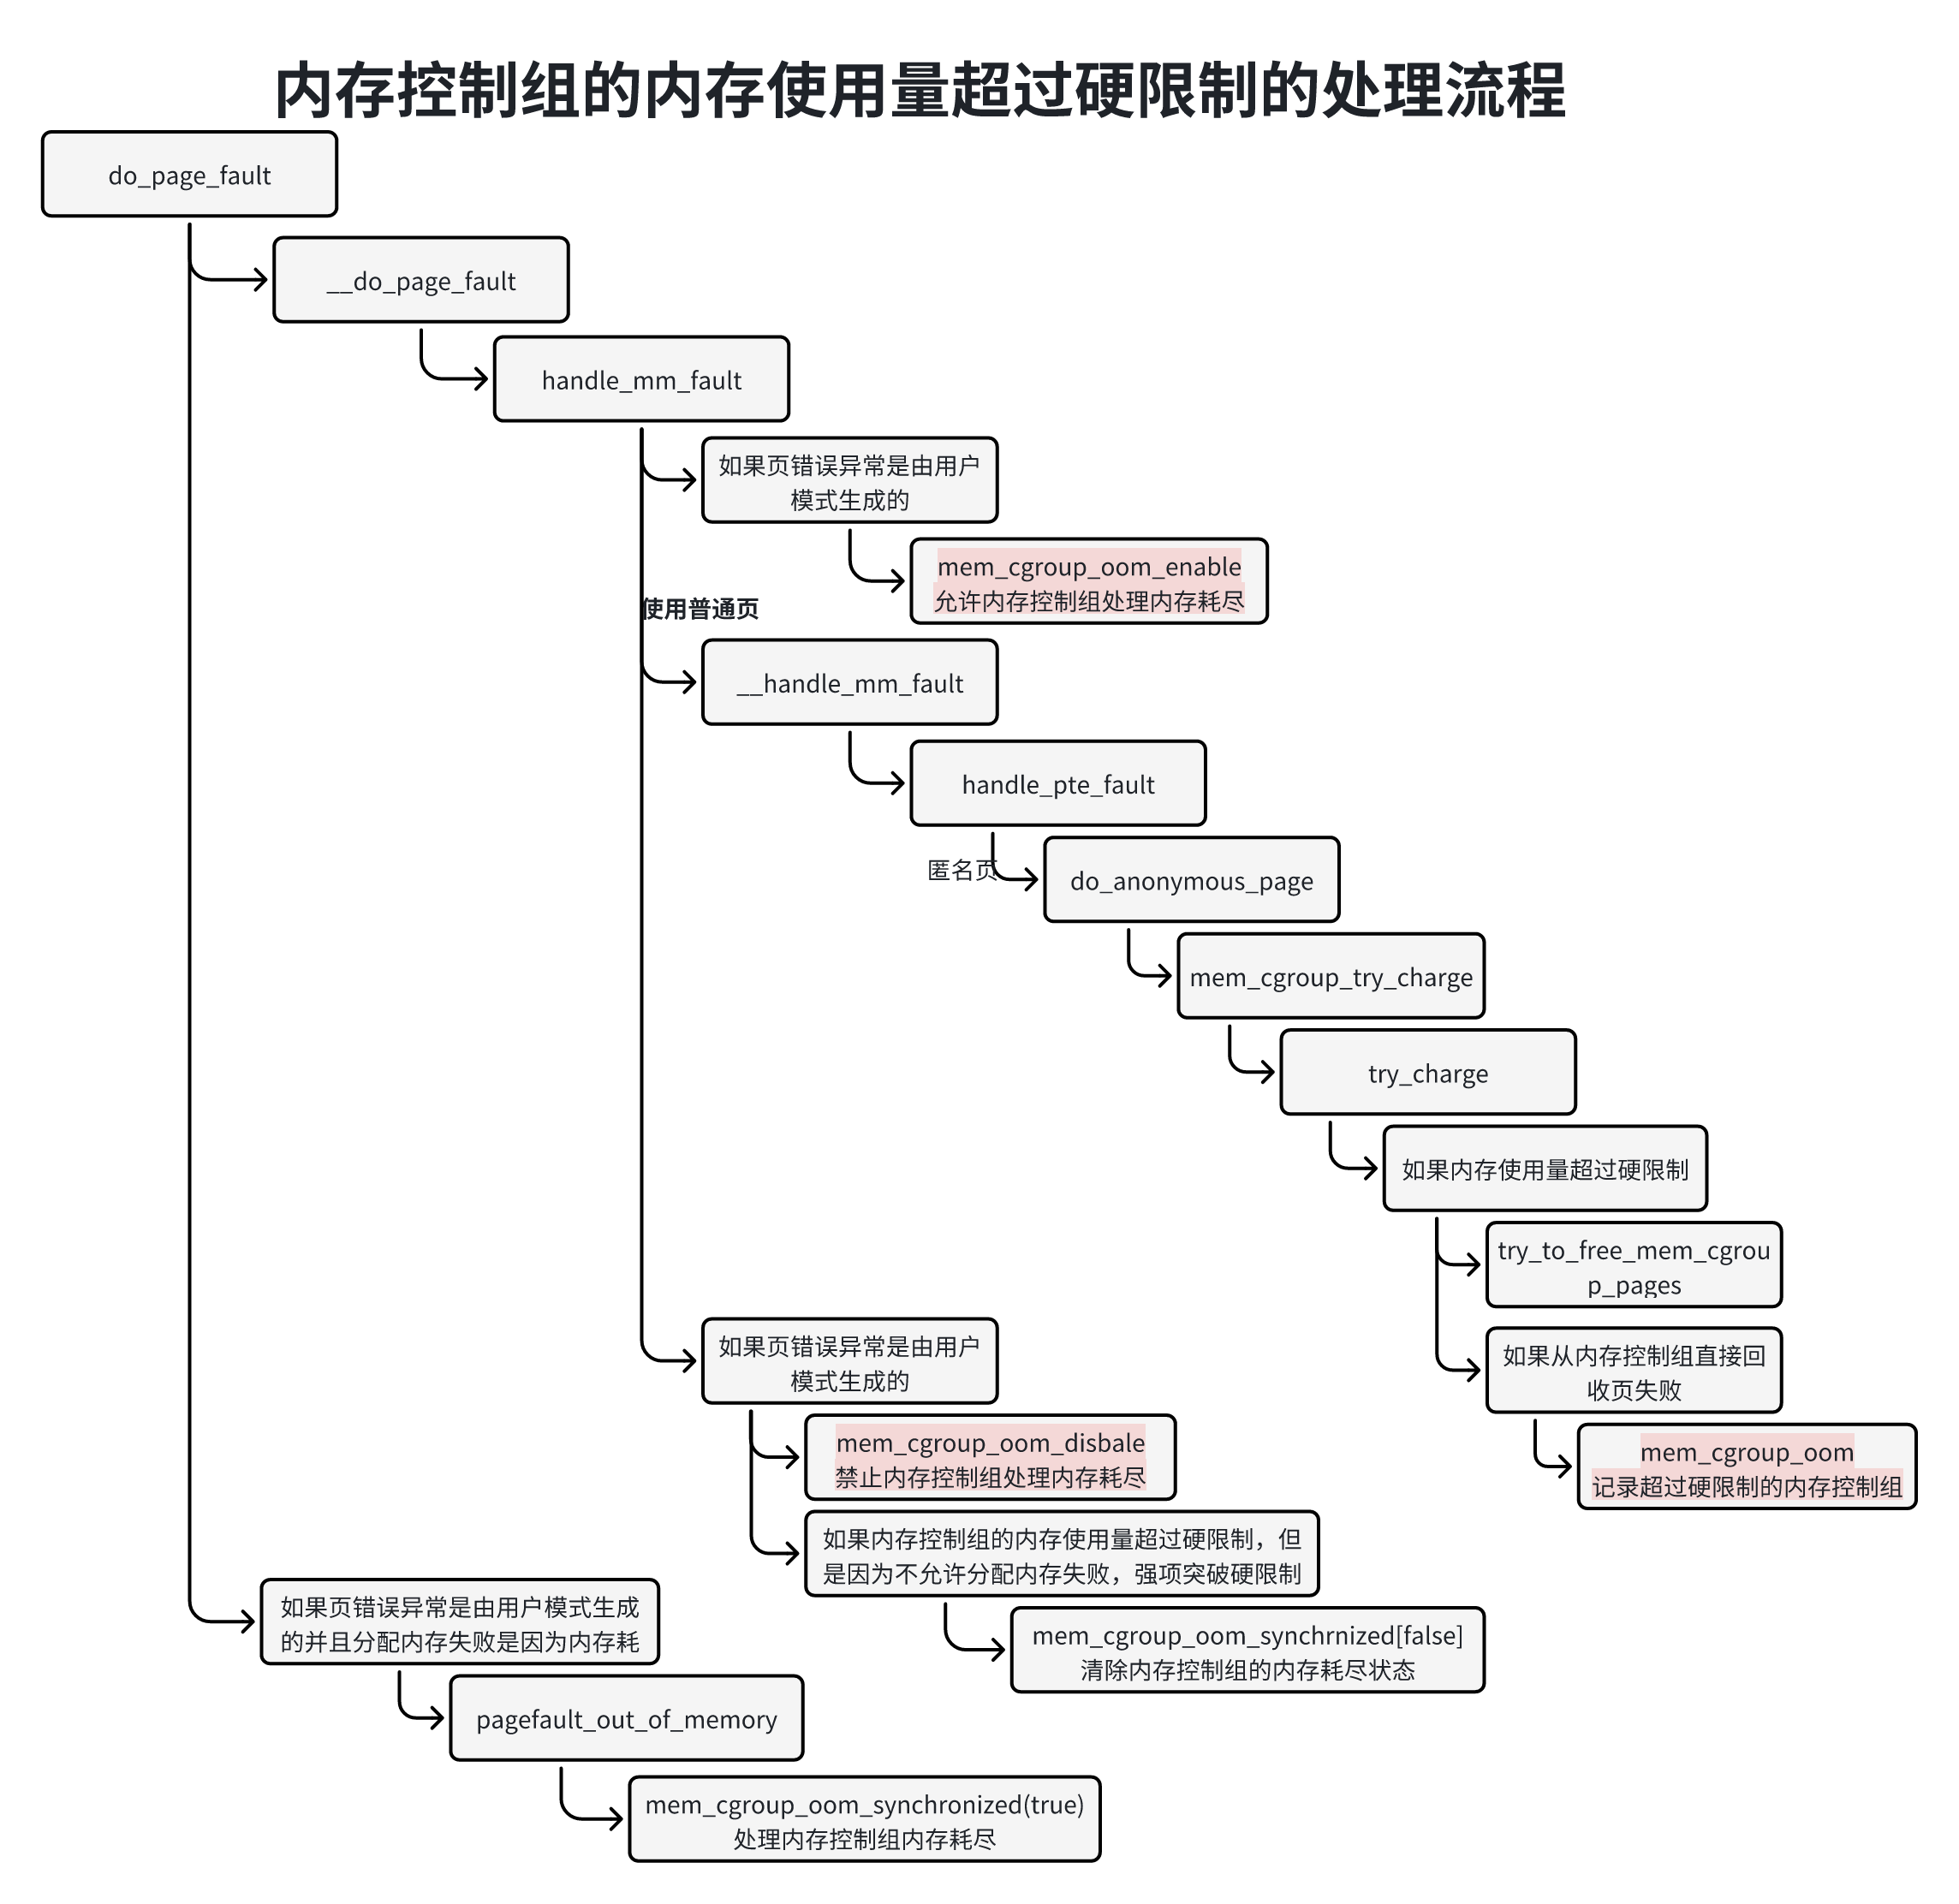 内存控制组的内存使用量超过硬限制的处理流程
do_page_fault
__do_page_fault
handle_mm_fault
如果页错误异常是由用户
模式生成的
mem_cgroup_oom_enable
允许内存控制组处理内存耗尽
使用普通页
__handle_mm_fault
handle_pte_fault
匿名页
do_anonymous_page
mem_cgroup_try_charge
try_charge
如果内存使用量超过硬限制
try_to_free_mem_cgrou
p_pages
如果从内存控制组直接回
收页失败
mem_cgroup_oom
记录超过硬限制的内存控制组
如果页错误异常是由用户
模式生成的
mem_cgroup_oom_disbale
禁止内存控制组处理内存耗尽
如果内存控制组的内存使用量超过硬限制，但
是因为不允许分配内存失败，强项突破硬限制
mem_cgroup_oom_synchrnized[false]
清除内存控制组的内存耗尽状态
如果页错误异常是由用户模式生成
的并且分配内存失败是因为内存耗
pagefault_out_of_memory
mem_cgroup_oom_synchronized(true)
处理内存控制组内存耗尽